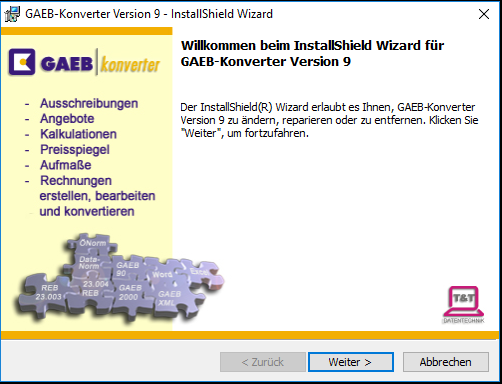 GAEB-Konverter Version 9 - InstallShield Wizard
GAEB konverter
- Ausschreibungen
- Angebote
- Kalkulationen
- Preisspiegel
- Aufmaße
- Rechnungen
erstellen, bearbeiten
und konvertieren
ÖNorm
Data-
Norm
GAEB
90
Word
Excel
REB
23.003
23.004
REB
GAEB
2000
GAEB
XML
Willkommen beim InstallShield Wizard für
GAEB-Konverter Version 9
Der InstallShield(R) Wizard erlaubt es Ihnen, GAEB-Konverter
Version 9 zu ändern, reparieren oder zu entfernen. Klicken Sie
"Weiter", um fortzufahren.
T&T
DATENTECHNIK
< Zurück
Weiter >
Abbrechen